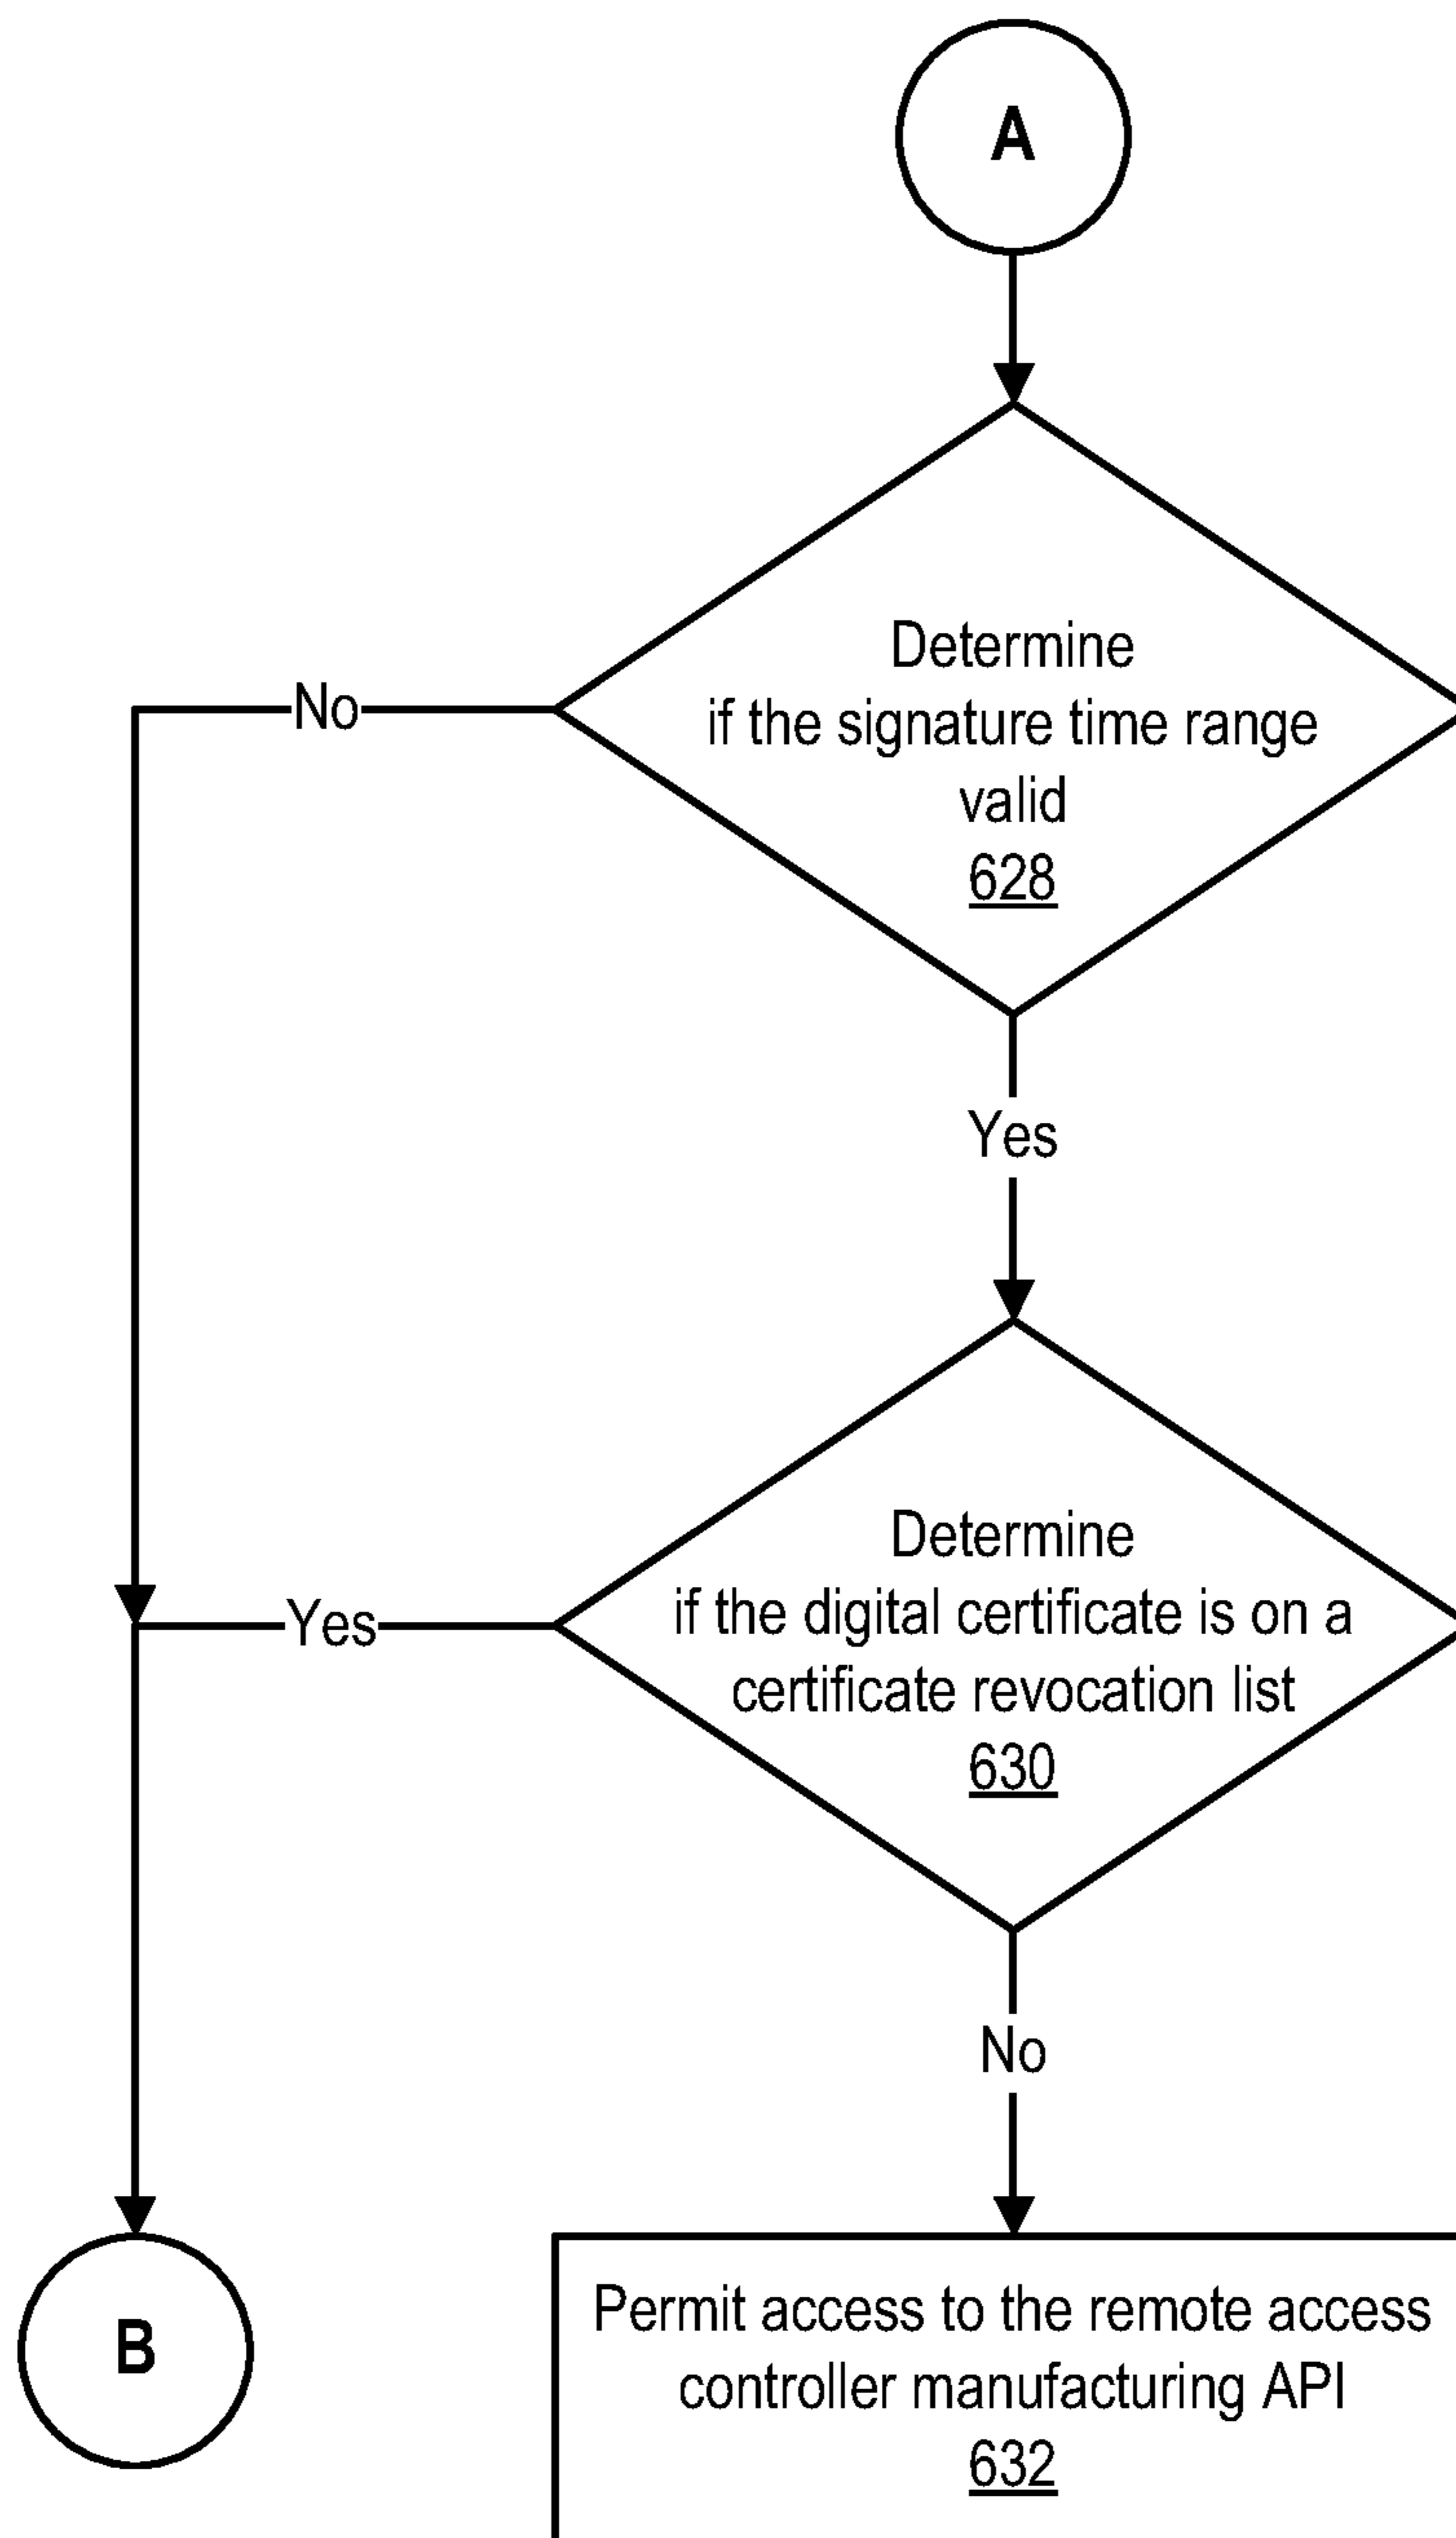 A
Determine
if the signature time range
valid
628
No
Yes
Determine
if the digital certificate is on a
certificate revocation list
630
Yes
No
B
Permit access to the remote access
controller manufacturing API
632